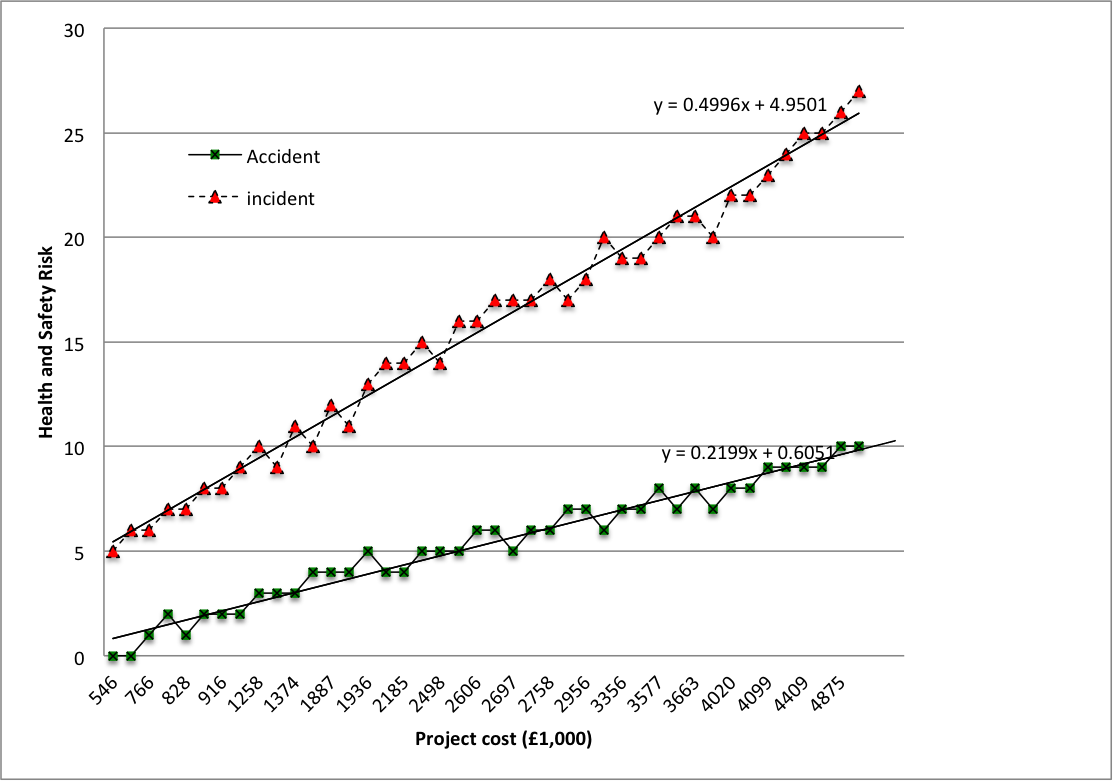 30
y = 0.4996x + 4.9501
25
Accident
incident
20
Health and Safety Risk
15
10
y = 0.2199x + 0.6051
5
0
546 766 828 916 1258 1374 1887 1936 2185 2498 2606 2697 2758 2956 3356 3577 3663 4020 4099 4409 4875
Project cost (£1,000)